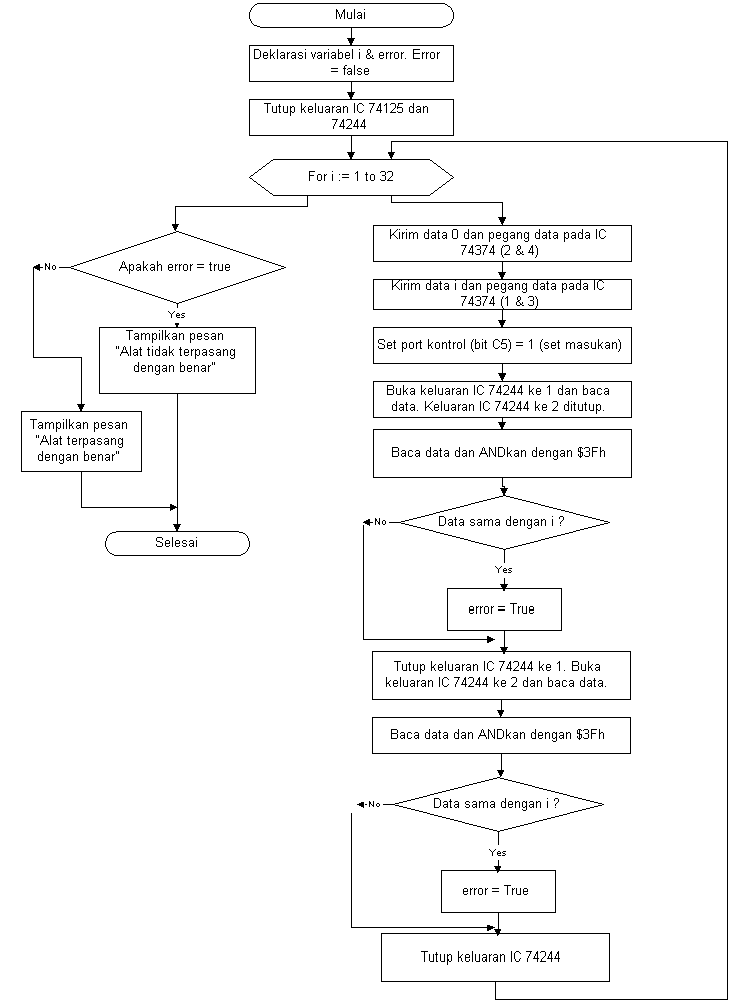 Mulai
Deklarasi variabel i & error. Error
= false
Tutup keluaran IC 74125 dan
74244
For i := 1 to 32
Apakah error = true
No
Yes
Tampilkan pesan
"Alat tidak terpasang
dengan benar"
Tampilkan pesan
"Alat terpasang
dengan benar"
Selesai
Kirim data 0 dan pegang data pada IC
74374 (2 & 4)
Kirim data i dan pegang data pada IC
74374 (1 & 3)
Set port kontrol (bit C5) = 1 (set masukan)
Buka keluaran IC 74244 ke 1 dan baca
data. Keluaran IC 74244 ke 2 ditutup.
Baca data dan ANDkan dengan $3Fh
Data sama dengan i ?
No
Yes
error = True
Tutup keluaran IC 74244 ke 1. Buka
keluaran IC 74244 ke 2 dan baca data.
Baca data dan ANDkan dengan $3Fh
Data sama dengan i ?
No
Yes
error = True
Tutup keluaran IC 74244